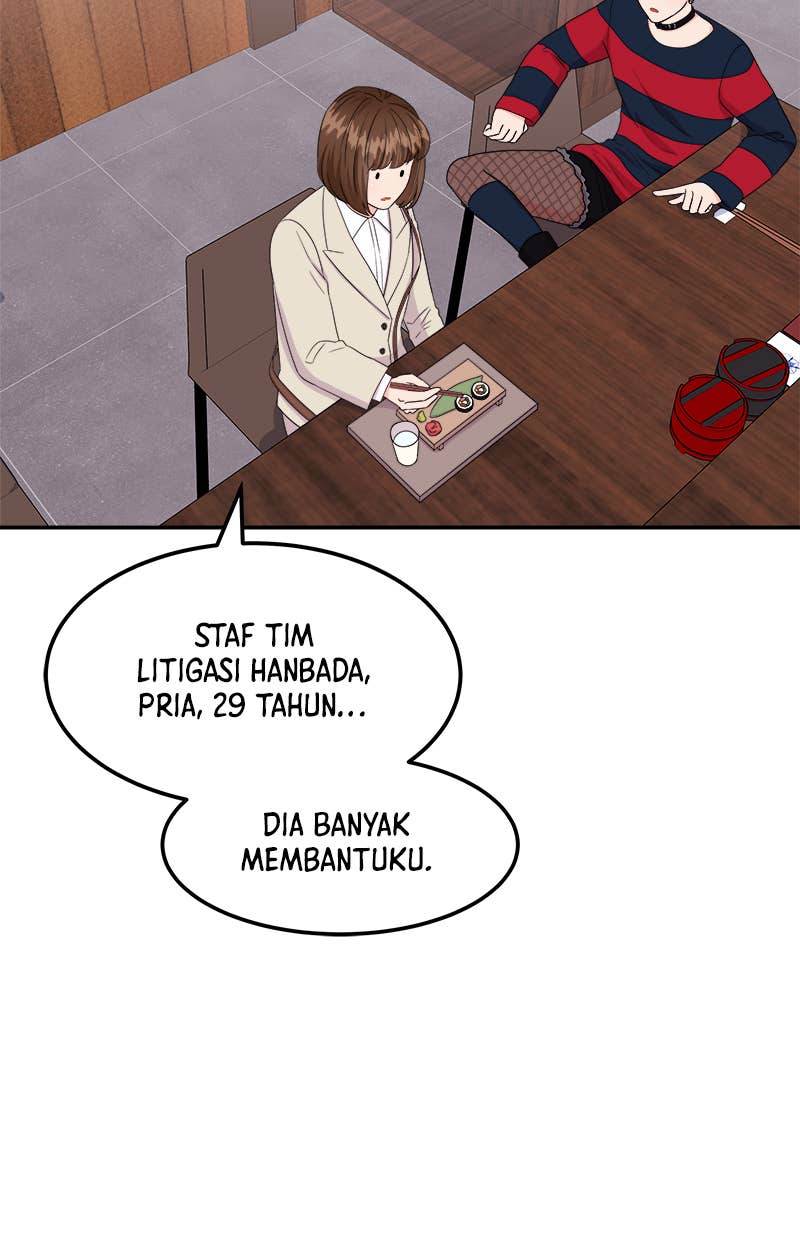 STAF TIM
LITIGASI HANBADA,
PRIA, 29 TAHUN...
DIA BANYAK
MEMBANTUKU.